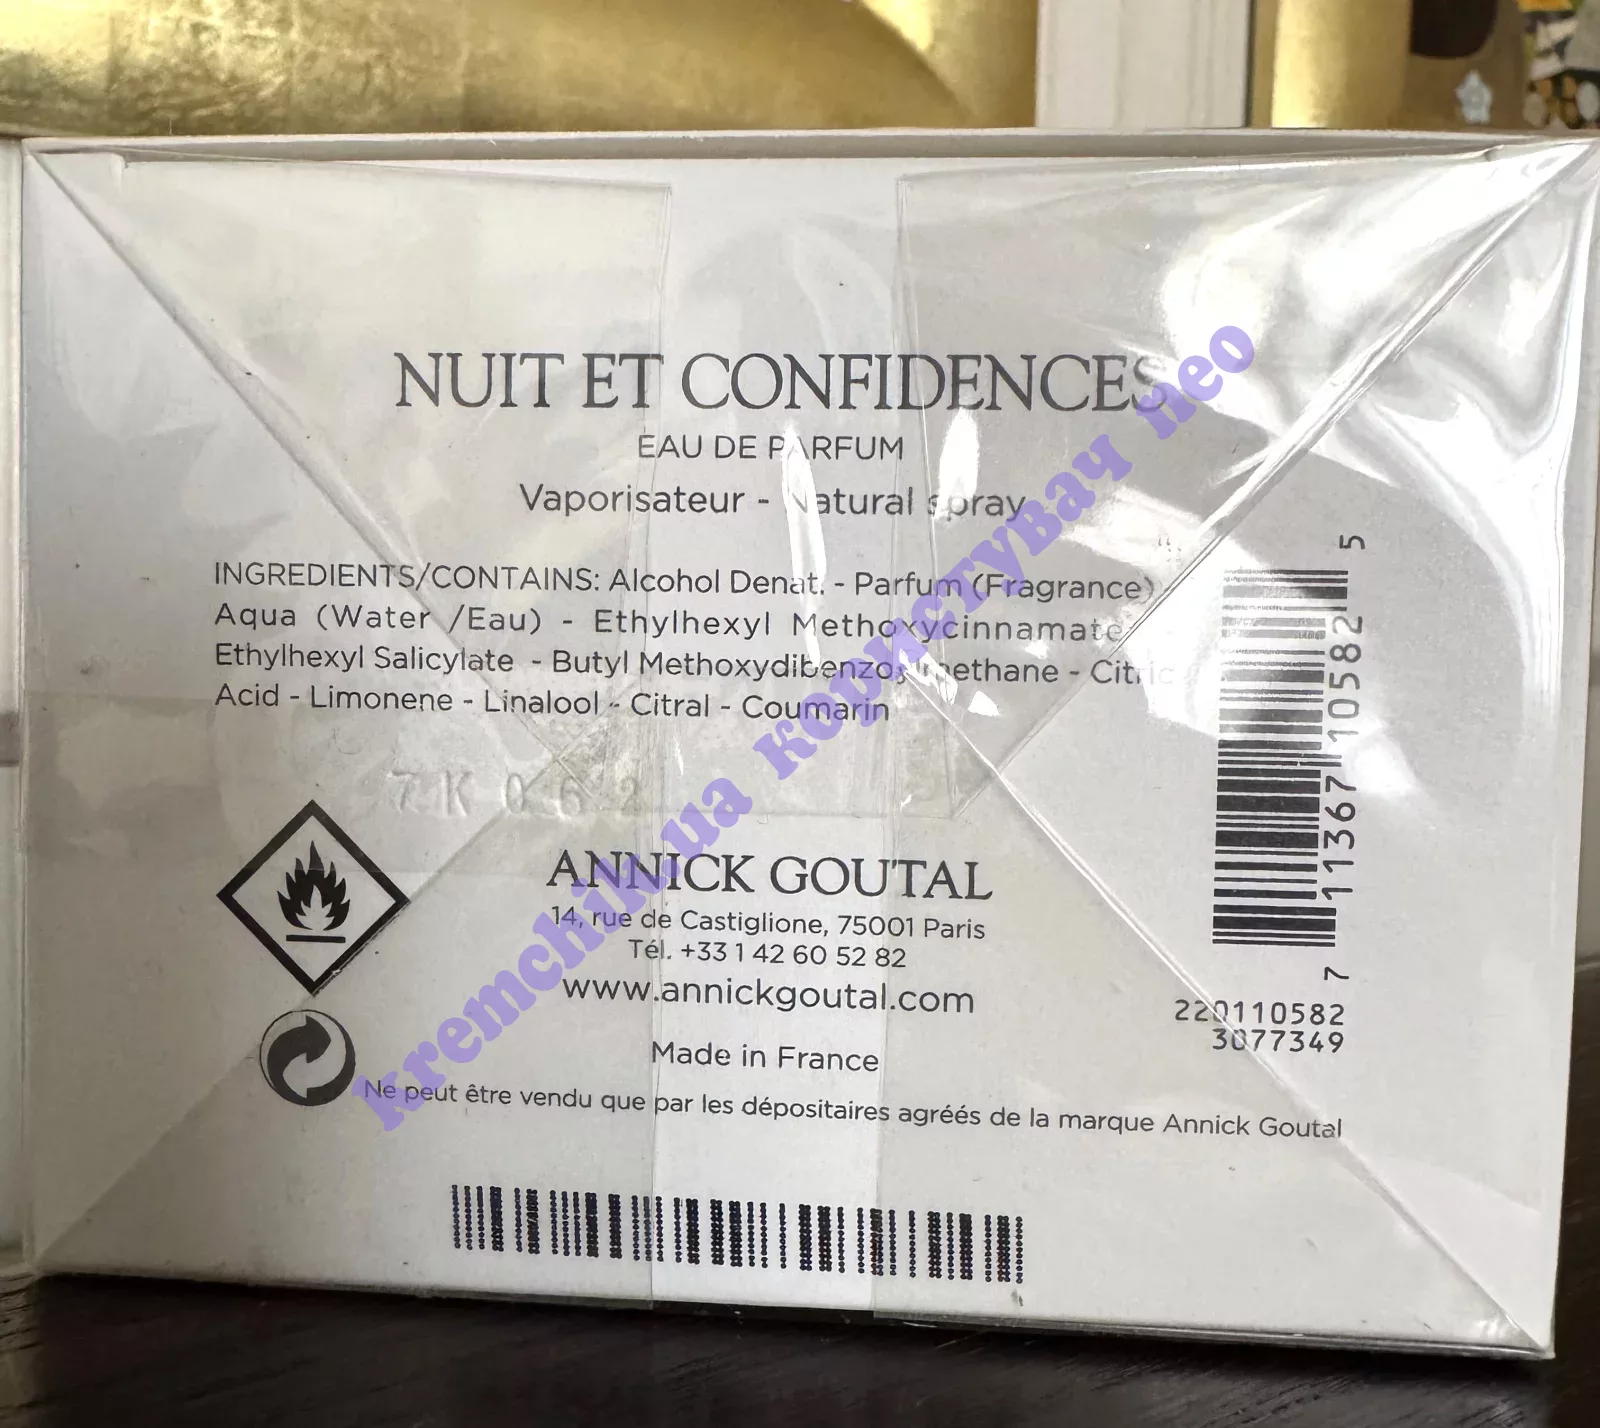 NUIT ET CONFIDENCES
EAU DE PARFUM
Vaporisateur - Natural spray
INGREDIENTS/CONTAINS: Alcohol Denat. - Parfum (Fragrance) -
Aqua (Water /Eau) - Ethylhexyl Methoxycinnamate
Ethylhexyl Salicylate - Butyl Methoxydibenzoylmethane - Citric
Acid - Limonene - Linalool - Citral - Coumarin
7K062
ANNICK GOUTAL
14, rue de Castiglione, 75001 Paris
Tél. +33 1 42 60 52 82
www.annickgoutal.com
Made in France
Ne peut être vendu que par les dépositaires agréés de la marque Annick Goutal
7 11367 10582 5
220110582
3077349
kremchik.ua користувач neo